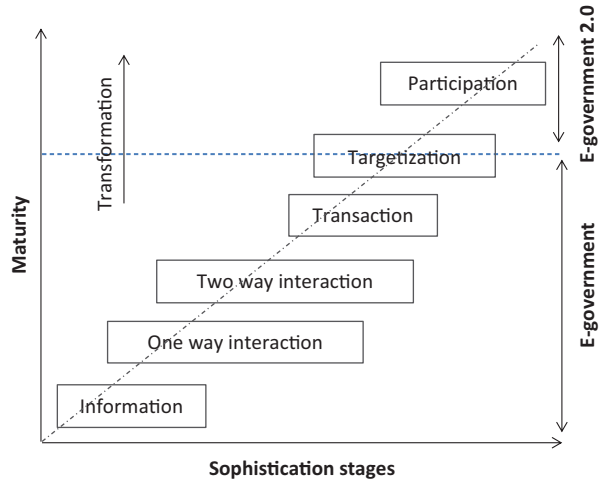 E-government 2.0
Participation
Transformation
Targetization
Transaction
Maturity
E-government
Two way interaction
One way interaction
Information
Sophistication stages